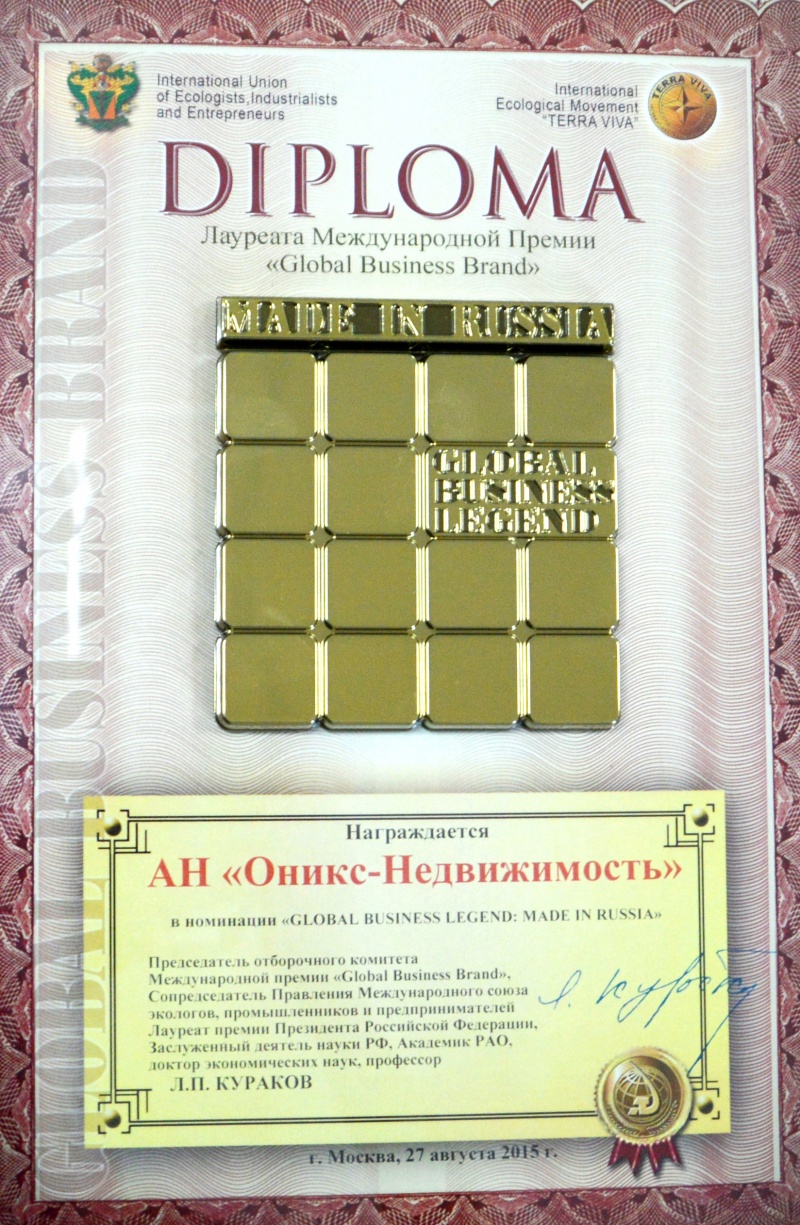 International Union
of Ecologists,Industrialists
and Entrepreneurs
International
Ecological Movement
"TERRA VIVA"
TERRA VIVA
DIPLOMA
Лауреата Международной Премии
«Global Business Brand»
MADE IN RUSSIA
GLOBAL
BUSINESS
LEGEND
GLOBAL BUSINESS BRAND
Награждается
АН «Оникс-Недвижимость»
в номинации «GLOBAL BUSINESS LEGEND: MADE IN RUSSIA»
Председатель отборочного комитета
Международной премии «Global Business Brand»,
Сопредседатель Правления Международного союза
экологов, промышленников и предпринимателей
Лауреат премии Президента Российской Федерации,
Заслуженный деятель науки РФ, Академик РАО,
доктор экономических наук, профессор
Л.П. КУРАКОВ
г. Москва, 27 августа 2015 г.